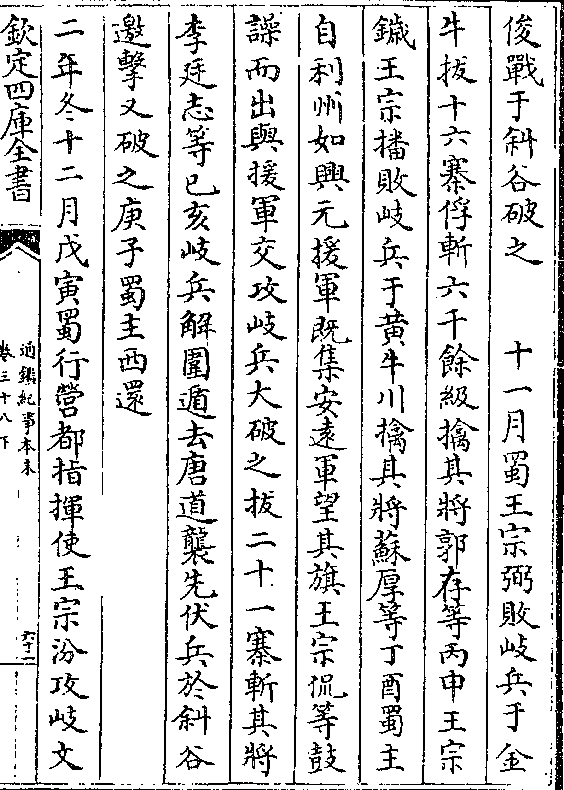 俊戰于斜谷破之　　十一月蜀王宗弼敗岐兵于金
牛拔十六寨俘斬六千餘級擒其將郭存等丙申王宗
鐬王宗播敗岐兵于黄牛川擒其將蘇厚等丁酉蜀主
自利州如興元援軍既集安遠軍望其旗王宗侃等鼓
譟而出與援軍夾攻岐兵大破之拔二十一寨斬其將
李廷志等已亥岐兵解圍遁去唐道襲先伏兵於斜谷
邀擊又破之庚子蜀主西還
二年冬十二月戊寅蜀行營都指揮使王宗汾攻岐文
欽定四庫全書
通鑑紀事本末
卷三十八下
六十二